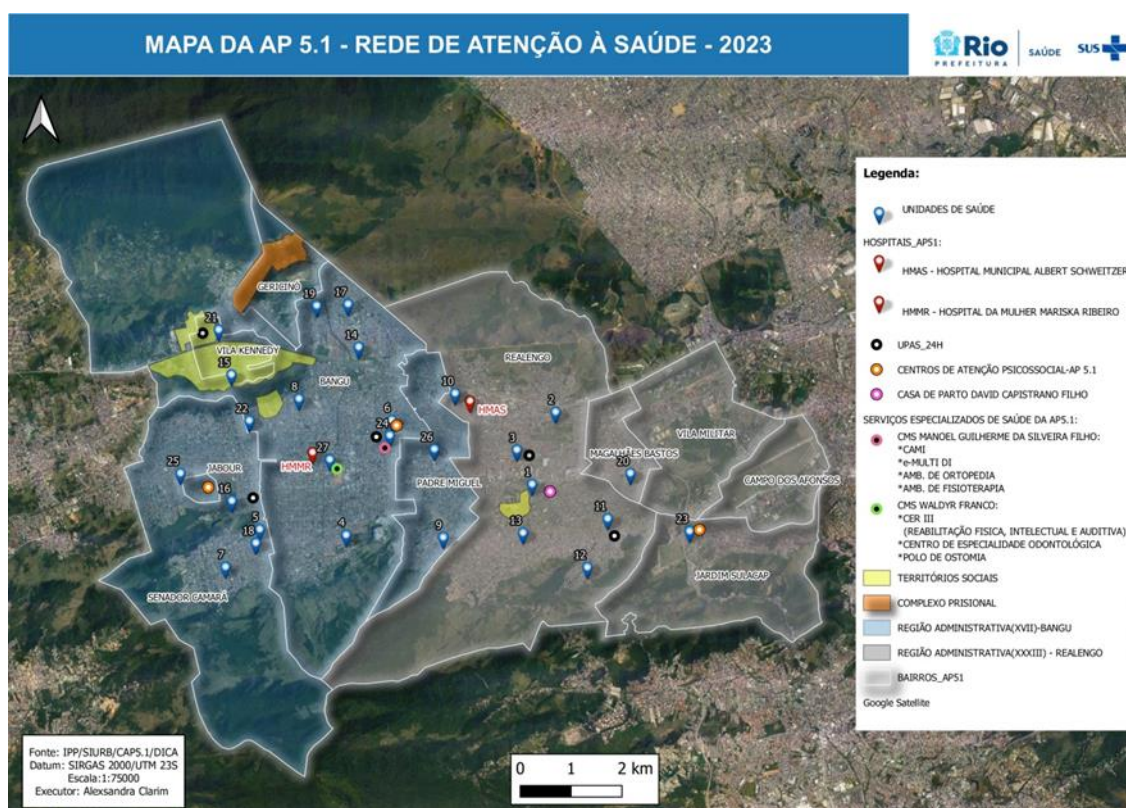 MAPA DA AP 5.1 - REDE DE ATENÇÃO À SAÚDE - 2023
Rio
PREFEITURA
SAÚDE
SUS
Legenda:
UNIDADES DE SAÚDE
HOSPITAIS_AP51:
HMAS - HOSPITAL MUNICIPAL ALBERT SCHWEITZER
HMMR - HOSPITAL DA MULHER MARISKA RIBEIRO
UPAS_24H
CENTROS DE ATENÇÃO PSICOSSOCIAL-AP 5.1
CASA DE PARTO DAVID CAPISTRANO FILHO
SERVIÇOS ESPECIALIZADOS DE SAÚDE DA AP5.1:
CMS MANOEL GUILHERME DA SILVEIRA FILHO:
*CAMI
*e-MULTI DI
*AMB. DE ORTOPEDIA
*AMB. DE FISIOTERAPIA
CMS WALDYR FRANCO:
*CER III
(REABILITAÇÃO FISICA, INTELECTUAL E AUDITIVA)
*CENTRO DE ESPECIALIDADE ODONTOLÓGICA
*POLO DE OSTOMIA
TERRITÓRIOS SOCIAIS
COMPLEXO PRISIONAL
REGIÃO ADMINISTRATIVA(XVII)-BANGU
REGIÃO ADMINISTRATIVA(XXXIII) - REALENGO
BAIRROS_AP51
Google Satellite
GERICINÓ
19
17
21
14
VILA KENNEDY
REALENGO
15
BANGU
8
10
HMAS
2
22
6
24
VILA MILITAR
27
26
3
MAGALHÃES BASTOS
HMMR
25
JABOUR
20
PADRE MIGUEL
1
CAMPO DOS AFONSOS
16
11
5
18
4
9
13
23
7
12
JARDIM SULACAP
SENADOR CAMARÁ
Fonte: IPP/SIURB/CAP5.1/DICA
Datum: SIRGAS 2000/UTM 23S
Escala:1:75000
Executor: Alexsandra Clarim
0 1 2 km